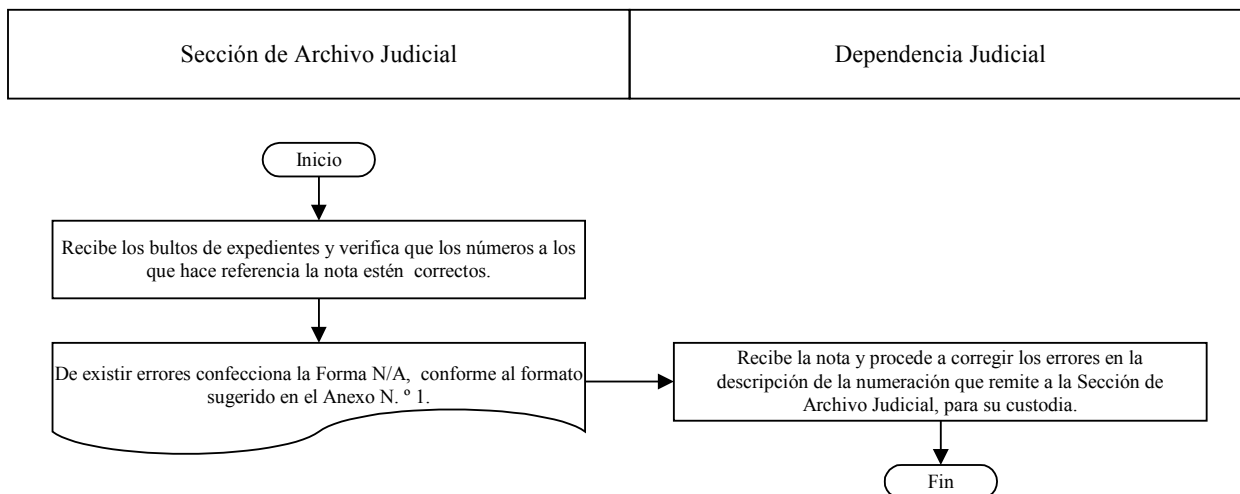 Sección de Archivo Judicial
Dependencia Judicial
Inicio
Recibe los bultos de expedientes y verifica que los números a los
que hace referencia la nota estén correctos.
De existir errores confecciona la Forma N/A, conforme al formato
sugerido en el Anexo N. º 1.
Recibe la nota y procede a corregir los errores en la
descripción de la numeración que remite a la Sección de
Archivo Judicial, para su custodia.
Fin